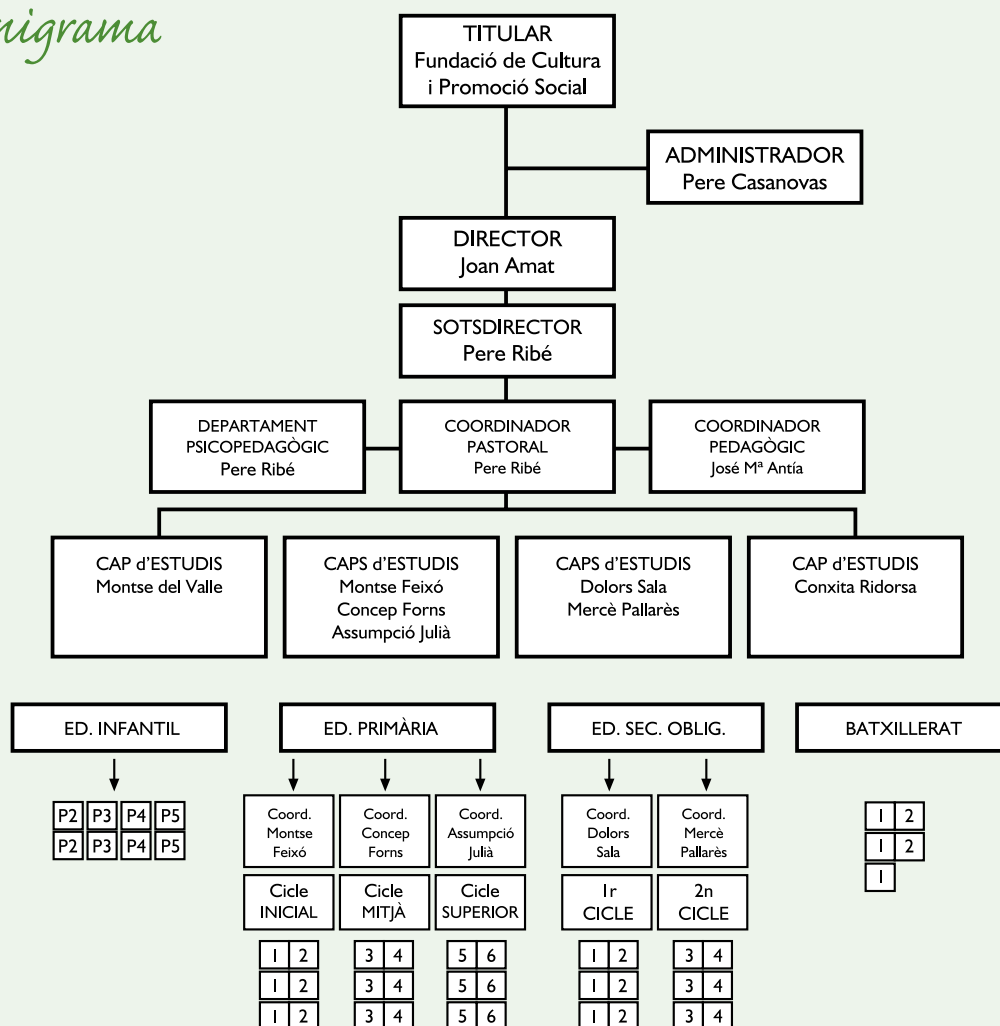 nigrama
TITULAR
Fundació de Cultura
i Promoció Social
ADMINISTRADOR
Pere Casanovas
DIRECTOR
Joan Amat
SOTSDIRECTOR
Pere Ribé
DEPARTAMENT
PSICOPEDAGÒGIC
Pere Ribé
COORDINADOR
PASTORAL
Pere Ribé
COORDINADOR
PEDAGÒGIC
José Mª Antía
CAP d'ESTUDIS
Montse del Valle
CAPS d'ESTUDIS
Montse Feixó
Concep Forns
Assumpció Julià
CAPS d'ESTUDIS
Dolors Sala
Mercè Pallarès
CAP d'ESTUDIS
Conxita Ridorsa
ED. INFANTIL
P2 P3 P4 P5
P2 P3 P4 P5
ED. PRIMÀRIA
Coord.
Montse
Feixó
Cicle
INICIAL
1 2
1 2
1 2
Coord.
Concep
Forns
Cicle
MITJÀ
3 4
3 4
3 4
Coord.
Assumpció
Julià
Cicle
SUPERIOR
5 6
5 6
5 6
ED. SEC. OBLIG.
Coord.
Dolors
Sala
1r
CICLE
1 2
1 2
1 2
Coord.
Mercè
Pallarès
2n
CICLE
3 4
3 4
3 4
BATXILLERAT
1 2
1 2
1